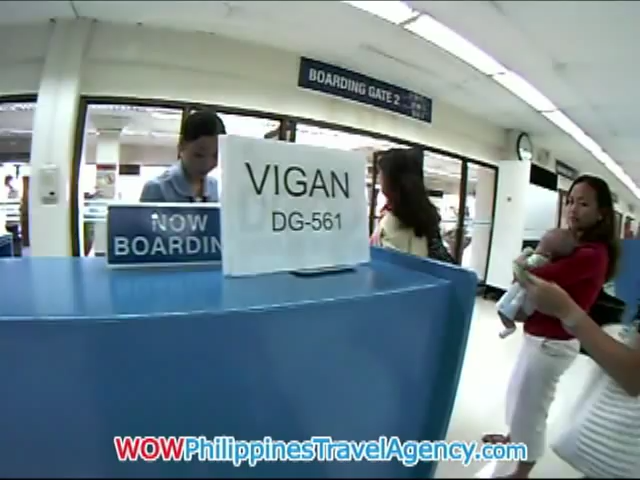 BOARDING GATE 2
NOW
BOARDIN
VIGAN
DG-561
WOWPhilippinesTravelAgency.com